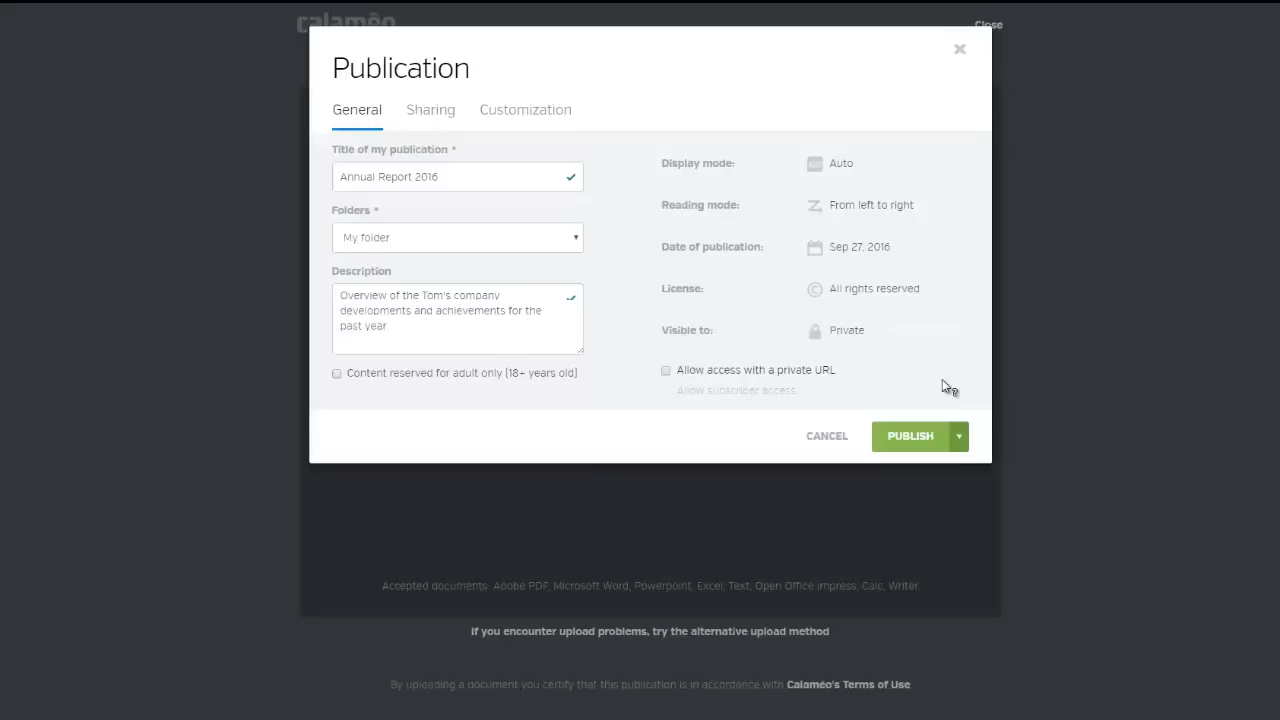 calaméo
Close
Publication
General Sharing Customization
Title of my publication *
Annual Report 2016
Folders *
My folder
Description
Overview of the Tom's company
developments and achievements for the
past year.
Content reserved for adult only (18+ years old)
Display mode: AUTO Auto
Reading mode: From left to right
Date of publication: Sep 27, 2016
License: All rights reserved
Visible to: Private
Allow access with a private URL
Allow subscriber access
CANCEL PUBLISH
Accepted documents: Adobe PDF, Microsoft Word, Powerpoint, Excel, Text, Open Office Impress, Calc, Writer.
If you encounter upload problems, try the alternative upload method
By uploading a document you certify that this publication is in accordance with Calaméo's Terms of Use